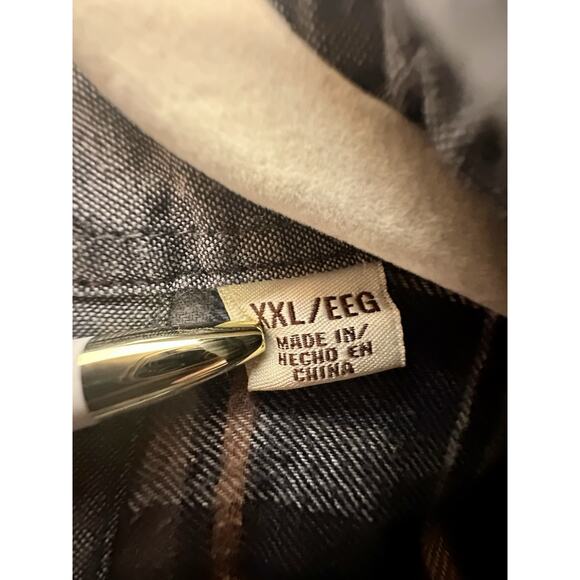 XXL/EEG
MADE IN/
HECHO EN
CHINA